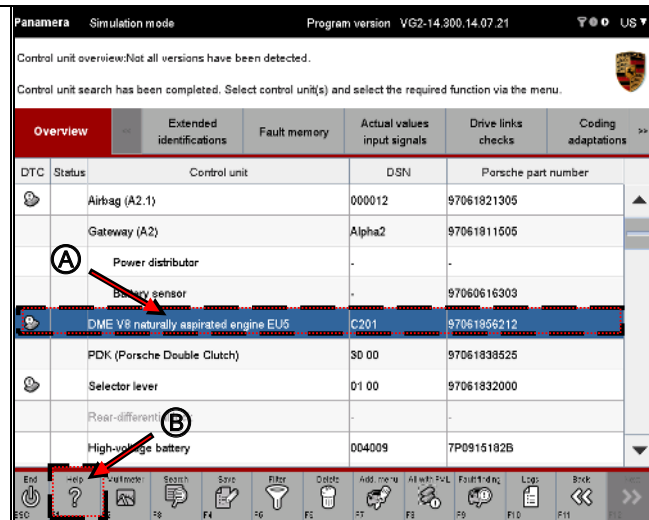 Panamera Simulation mode Program version VG2-14.300.14.07.21 US
Control unit overview:Not all versions have been detected.
Control unit search has been completed. Select control unit(s) and select the required function via the menu.
Overview << Extended identifications Fault memory Actual values input signals Drive links checks Coding adaptations >>
DTC Status Control unit DSN Porsche part number
Airbag (A2.1) 000012 97061821305
Gateway (A2) Alpha2 97061811505
Power distributor - -
A
Battery sensor - 97060616303
DME V8 naturally aspirated engine EU5 C201 97061856212
PDK (Porsche Double Clutch) 30 00 97061838525
Selector lever 01 00 97061832000
Rear-differential - -
B
High-voltage battery 004009 7P0915182B
End Help Multimeter Search Save Filter Delete Add. menu All with PVL Faultfinding Logs Back
ESC F8 F4 F6 F5 F7 F8 F9 F10 F11